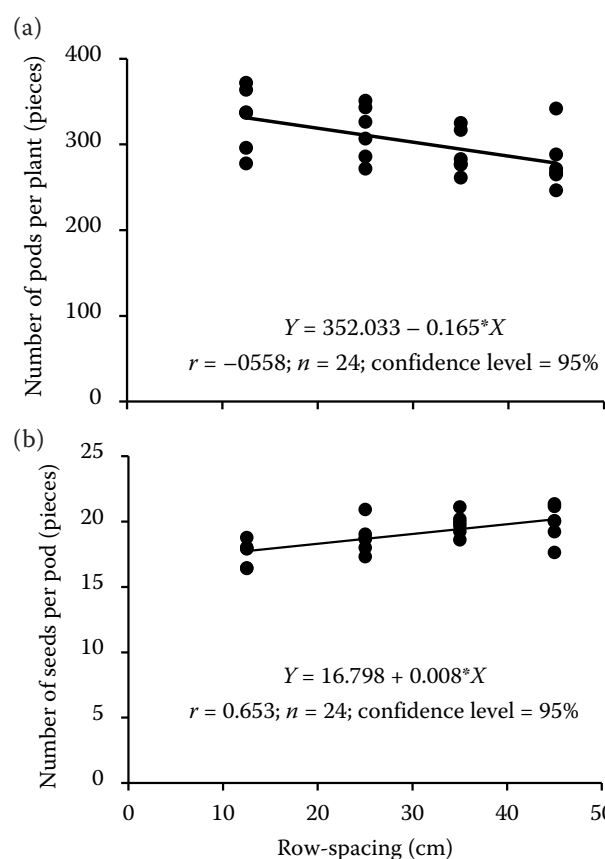 (a)
400
300
200
100
0
Number of pods per plant (pieces)
Y = 352.033 – 0.165*X
r = –0558; n = 24; confidence level = 95%
(b)
25
20
15
10
5
0
Number of seeds per pod (pieces)
Y = 16.798 + 0.008*X
r = 0.653; n = 24; confidence level = 95%
0 10 20 30 40 50
Row-spacing (cm)